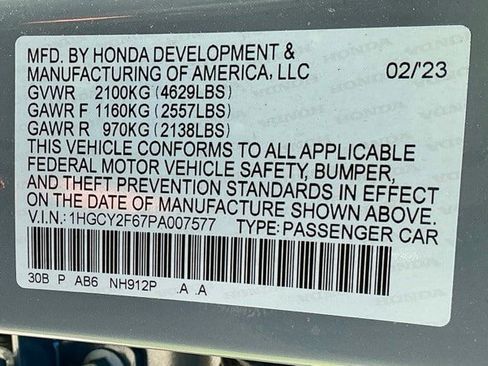 MFD. BY HONDA DEVELOPMENT &
MANUFACTURING OF AMERICA, LLC 02/'23
GVWR 2100KG (4629LBS)
GAWR F 1160KG (2557LBS)
GAWR R 970KG (2138LBS)
THIS VEHICLE CONFORMS TO ALL APPLICABLE
FEDERAL MOTOR VEHICLE SAFETY, BUMPER,
AND THEFT PREVENTION STANDARDS IN EFFECT
ON THE DATE OF MANUFACTURE SHOWN ABOVE.
V.I.N.: 1HGCY2F67PA007577 TYPE: PASSENGER CAR
30B P AB6 NH912P .A .A